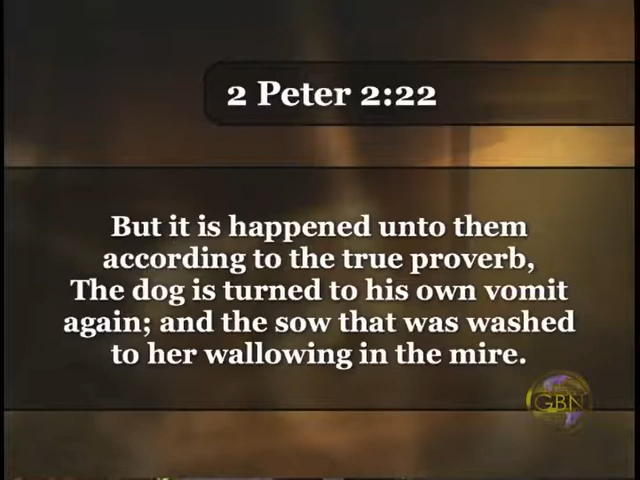 2 Peter 2:22
But it is happened unto them
according to the true proverb,
The dog is turned to his own vomit
again; and the sow that was washed
to her wallowing in the mire.
GBN